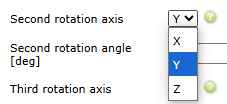 Second rotation axis
Y
X
Second rotation angle
[deg]
Y
Third rotation axis
Z